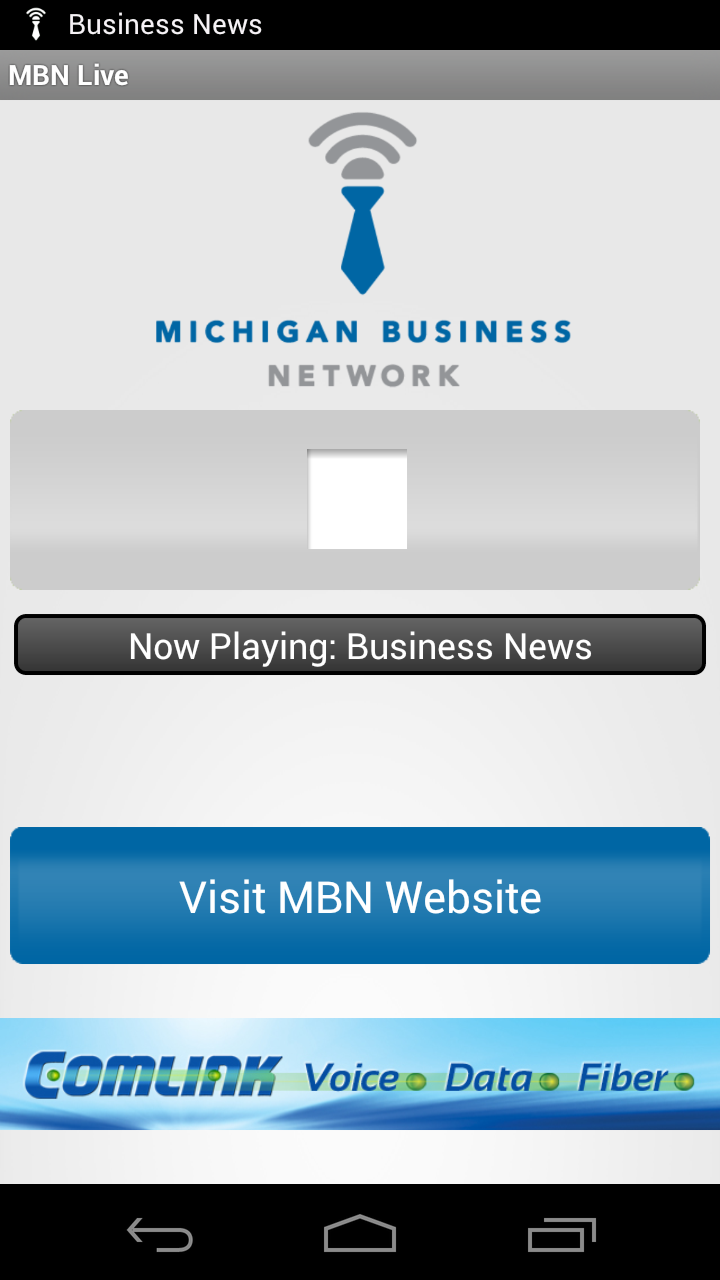 Business News
MBN Live
MICHIGAN BUSINESS
NETWORK
Now Playing: Business News
Visit MBN Website
COMLINK Voice Data Fiber